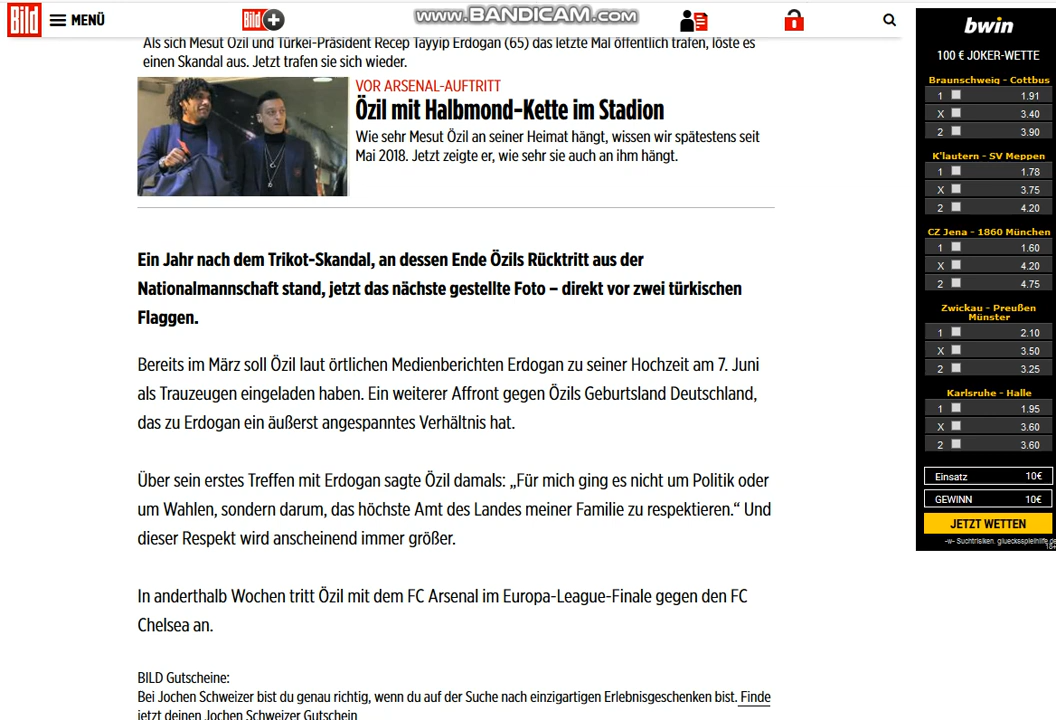 Bild
MENÜ
Bild+
www.BANDICAM.com
Als sich Mesut Özil und Türkei-Präsident Recep Tayyip Erdogan (65) das letzte Mal öffentlich trafen, löste es
einen Skandal aus. Jetzt trafen sie sich wieder.
VOR ARSENAL-AUFTRITT
Özil mit Halbmond-Kette im Stadion
Wie sehr Mesut Özil an seiner Heimat hängt, wissen wir spätestens seit
Mai 2018. Jetzt zeigte er, wie sehr sie auch an ihm hängt.
Ein Jahr nach dem Trikot-Skandal, an dessen Ende Özils Rücktritt aus der
Nationalmannschaft stand, jetzt das nächste gestellte Foto – direkt vor zwei türkischen
Flaggen.
Bereits im März soll Özil laut örtlichen Medienberichten Erdogan zu seiner Hochzeit am 7. Juni
als Trauzeugen eingeladen haben. Ein weiterer Affront gegen Özils Geburtsland Deutschland,
das zu Erdogan ein äußerst angespanntes Verhältnis hat.
Über sein erstes Treffen mit Erdogan sagte Özil damals: „Für mich ging es nicht um Politik oder
um Wahlen, sondern darum, das höchste Amt des Landes meiner Familie zu respektieren.“ Und
dieser Respekt wird anscheinend immer größer.
In anderthalb Wochen tritt Özil mit dem FC Arsenal im Europa-League-Finale gegen den FC
Chelsea an.
BILD Gutscheine:
Bei Jochen Schweizer bist du genau richtig, wenn du auf der Suche nach einzigartigen Erlebnisgeschenken bist. Finde
jetzt deinen Jochen Schweizer Gutschein
bwin
100 € JOKER-WETTE
Braunschweig - Cottbus
1 1.91
X 3.40
2 3.90
K'lautern - SV Meppen
1 1.78
X 3.75
2 4.20
CZ Jena - 1860 München
1 1.60
X 4.20
2 4.75
Zwickau - Preußen
Münster
1 2.10
X 3.50
2 3.25
Karlsruhe - Halle
1 1.95
X 3.60
2 3.60
Einsatz 10€
GEWINN 10€
JETZT WETTEN
-w- Suchtrisiken: gluecksspielhilfe.de
18+